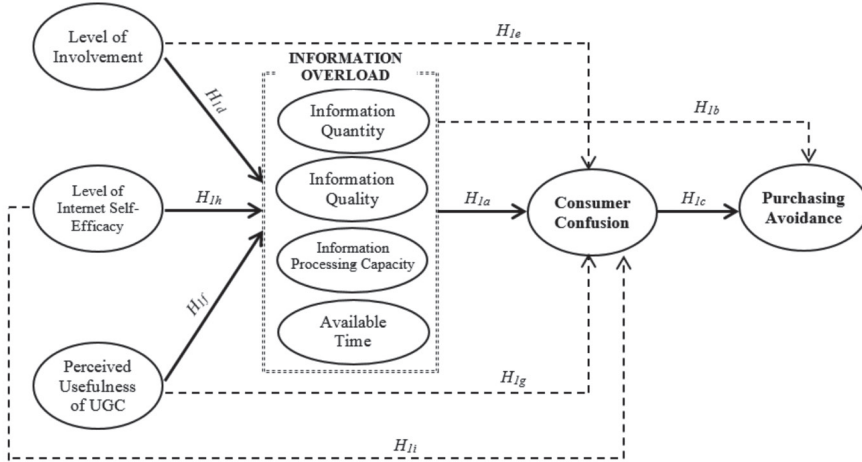 Level of
Involvement
H1e
INFORMATION
OVERLOAD
H1d
Information
Quantity
H1b
Level of
Internet Self-
Efficacy
H1h
Information
Quality
H1a
Consumer
Confusion
H1c
Purchasing
Avoidance
Information
Processing Capacity
H1f
Available
Time
Perceived
Usefulness
of UGC
H1g
H1i